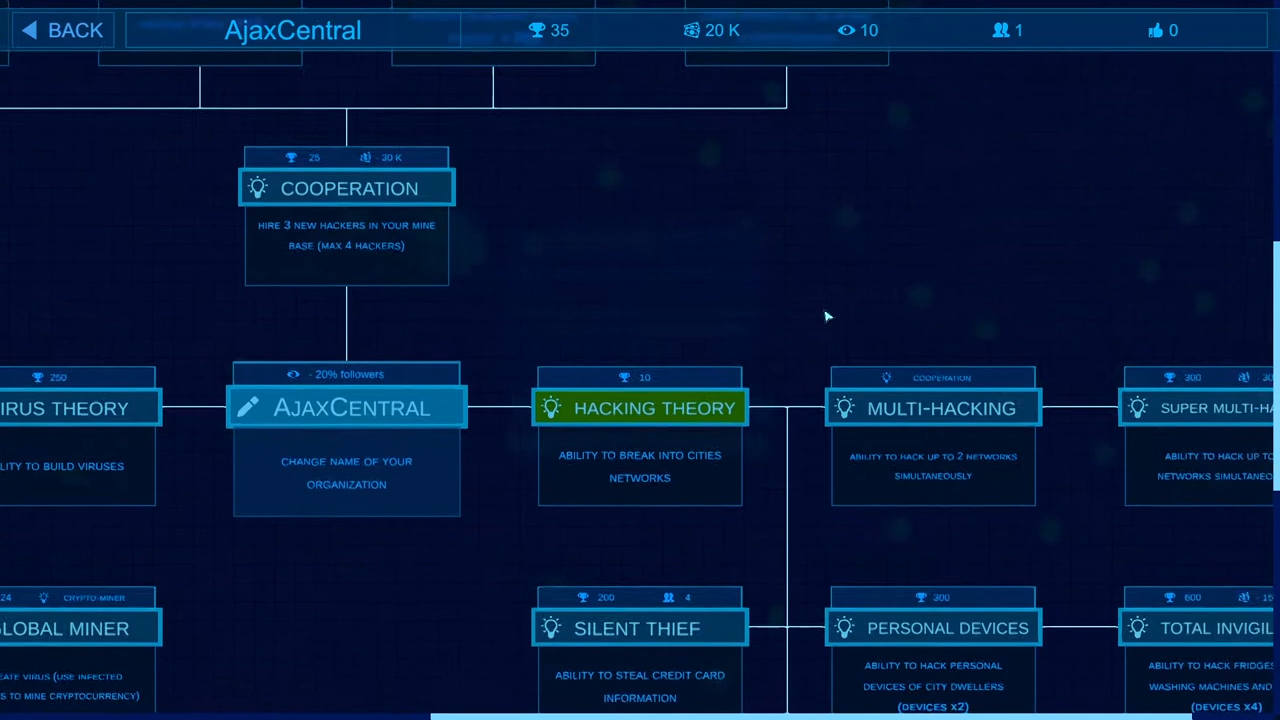 BACK
AjaxCentral
35
20 K
10
1
0
25
- 30 K
COOPERATION
HIRE 3 NEW HACKERS IN YOUR MINE
BASE (MAX 4 HACKERS)
250
IRUS THEORY
LITY TO BUILD VIRUSES
- 20% followers
AJAXCENTRAL
CHANGE NAME OF YOUR
ORGANIZATION
10
HACKING THEORY
ABILITY TO BREAK INTO CITIES
NETWORKS
COOPERATION
MULTI-HACKING
ABILITY TO HACK UP TO 2 NETWORKS
SIMULTANEOUSLY
300
- 30
SUPER MULTI-HA
ABILITY TO HACK UP TO
NETWORKS SIMULTANEO
24
CRYPTO-MINER
LOBAL MINER
EATE VIRUS (USE INFECTED
S TO MINE CRYPTOCURRENCY)
200
4
SILENT THIEF
ABILITY TO STEAL CREDIT CARD
INFORMATION
300
PERSONAL DEVICES
ABILITY TO HACK PERSONAL
DEVICES OF CITY DWELLERS
(DEVICES X2)
600
- 15
TOTAL INVIGIL
ABILITY TO HACK FRIDGES
WASHING MACHINES AND
(DEVICES X4)